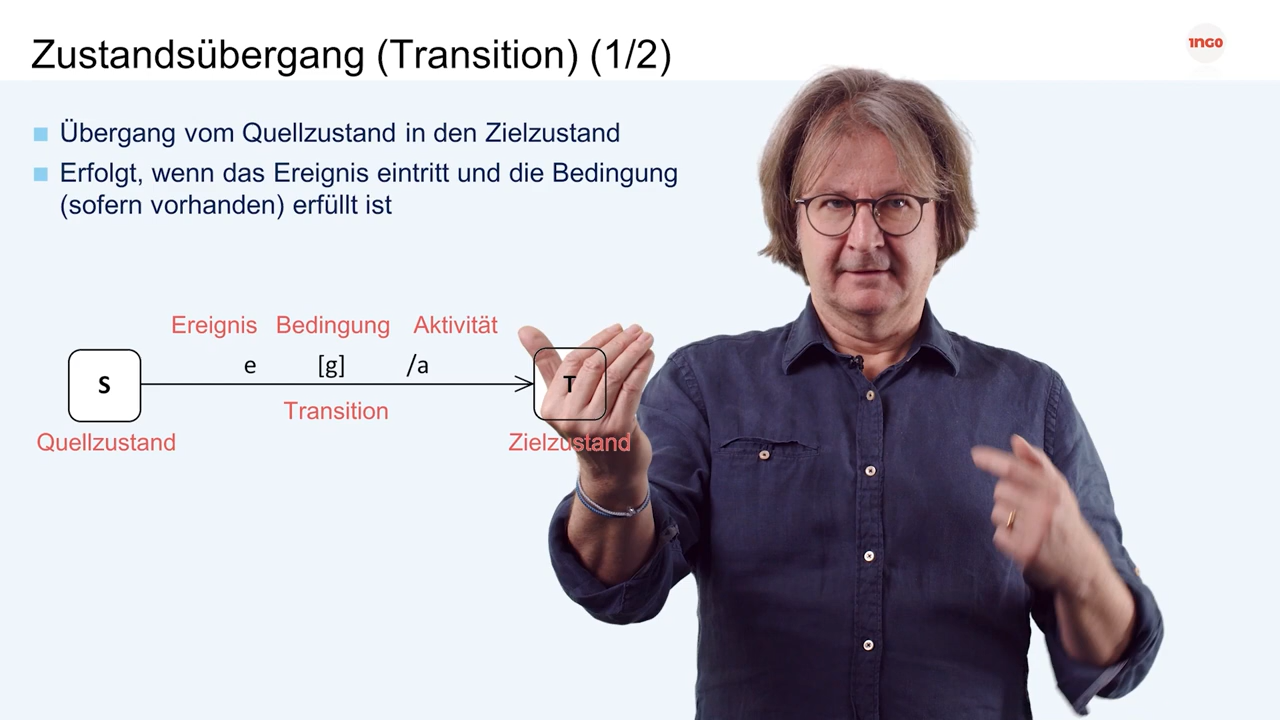 Zustandsübergang (Transition) (1/2)
1NGO
Übergang vom Quellzustand in den Zielzustand
Erfolgt, wenn das Ereignis eintritt und die Bedingung
(sofern vorhanden) erfüllt ist
Ereignis Bedingung Aktivität
e [g] /a
S T
Transition
Quellzustand Zielzustand